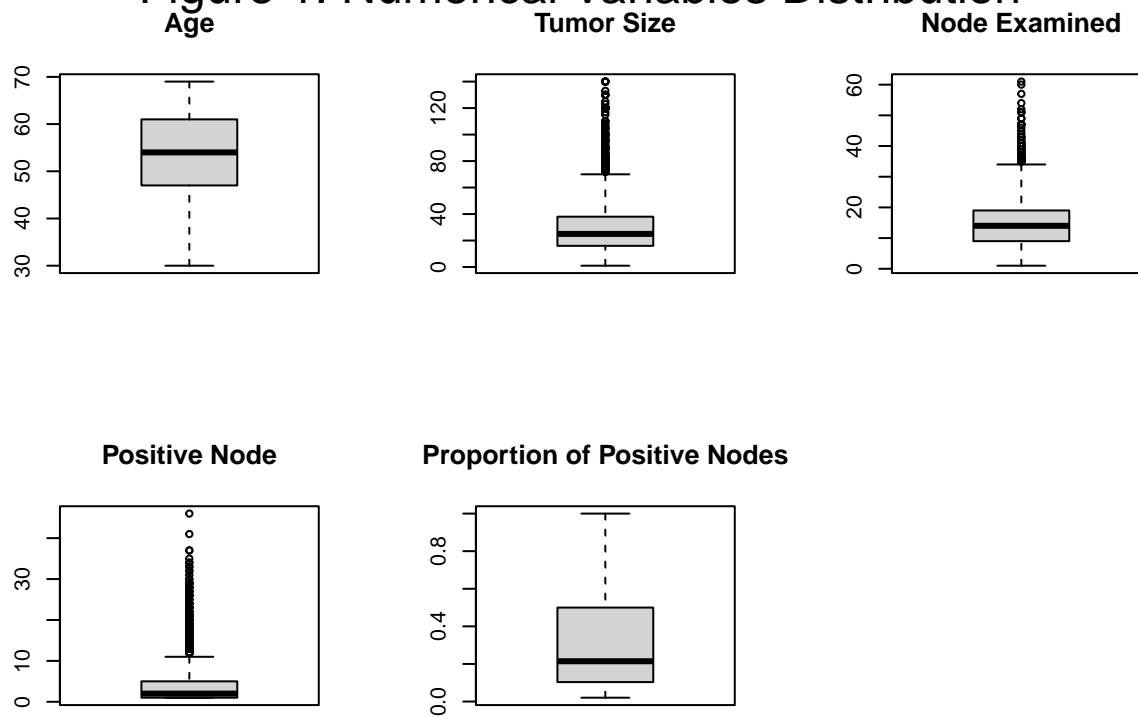 Figure 1: Numerical Variables Distribution
Age
Tumor Size
Node Examined
30 40 50 60 70
0 40 80 120
0 20 40 60
Positive Node
Proportion of Positive Nodes
0 10 30
0.0 0.4 0.8